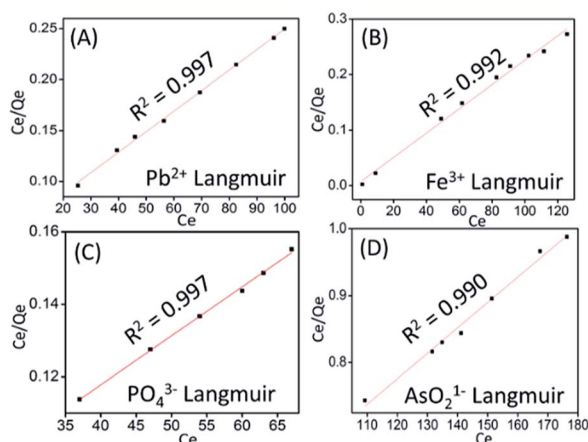 (A)
Ce/Qe
0.25
0.20
0.15
0.10
R² = 0.997
Pb²⁺ Langmuir
20 30 40 50 60 70 80 90 100
Ce
(B)
Ce/Qe
0.3
0.2
0.1
0.0
R² = 0.992
Fe³⁺ Langmuir
0 20 40 60 80 100 120
Ce
(C)
Ce/Qe
0.16
0.14
0.12
R² = 0.997
PO₄³⁻ Langmuir
35 40 45 50 55 60 65
Ce
(D)
Ce/Qe
1.0
0.9
0.8
R² = 0.990
AsO₂¹⁻ Langmuir
110 120 130 140 150 160 170 180
Ce